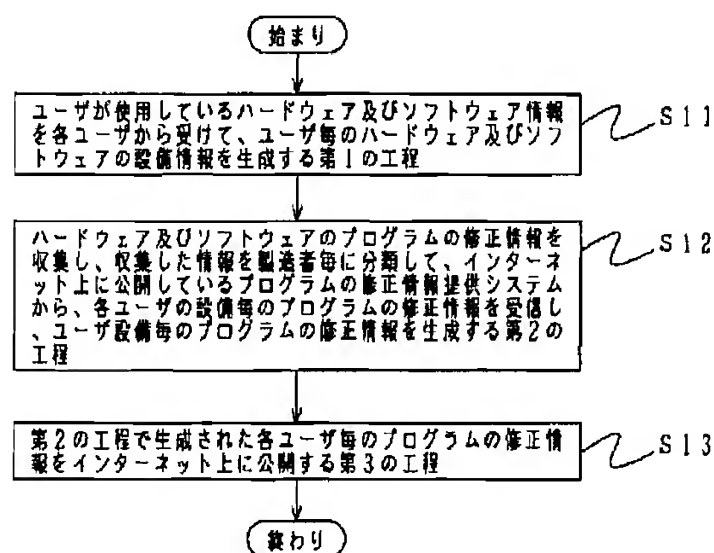 始まり
ユーザが使用しているハードウェア及びソフトウェア情報
を各ユーザから受けて、ユーザ毎のハードウェア及びソフ
トウェアの設備情報を生成する第1の工程
S11
ハードウェア及びソフトウェアのプログラムの修正情報を
収集し、収集した情報を製造者毎に分類して、インターネ
ット上に公開しているプログラムの修正情報提供システム
から、各ユーザの設備毎のプログラムの修正情報を受信し
、ユーザ設備毎のプログラムの修正情報を生成する第2の
工程
S12
第2の工程で生成された各ユーザ毎のプログラムの修正情
報をインターネット上に公開する第3の工程
S13
終わり